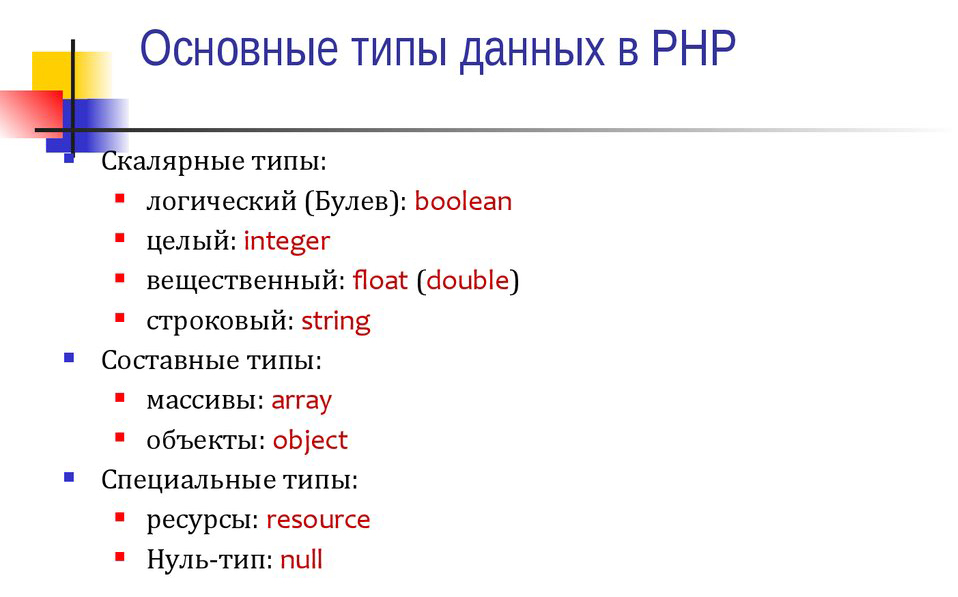 Основные типы данных в PHP
Скалярные типы:
логический (Булев): boolean
целый: integer
вещественный: float (double)
строковый: string
Составные типы:
массивы: array
объекты: object
Специальные типы:
ресурсы: resource
Нуль-тип: null